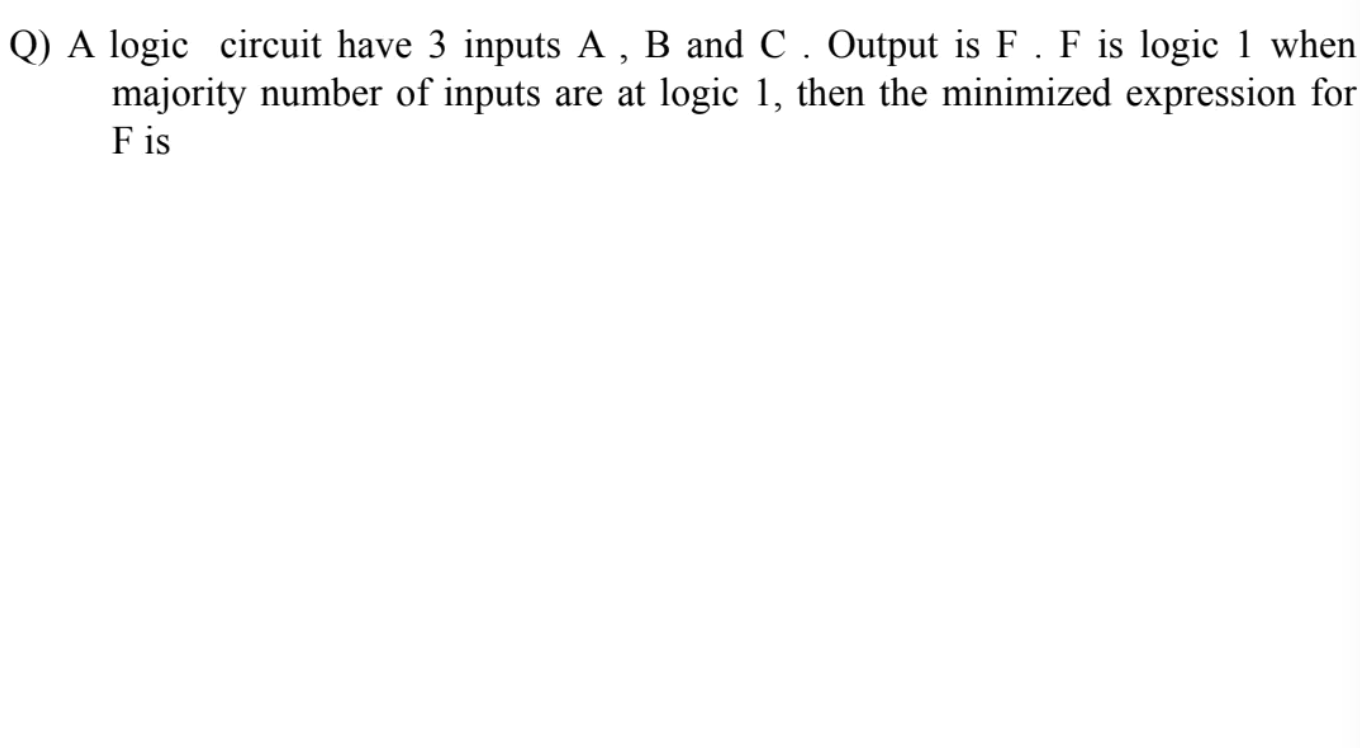 Q) A logic circuit have 3 inputs A , B and C . Output is F . F is logic 1 when
majority number of inputs are at logic 1, then the minimized expression for
F is